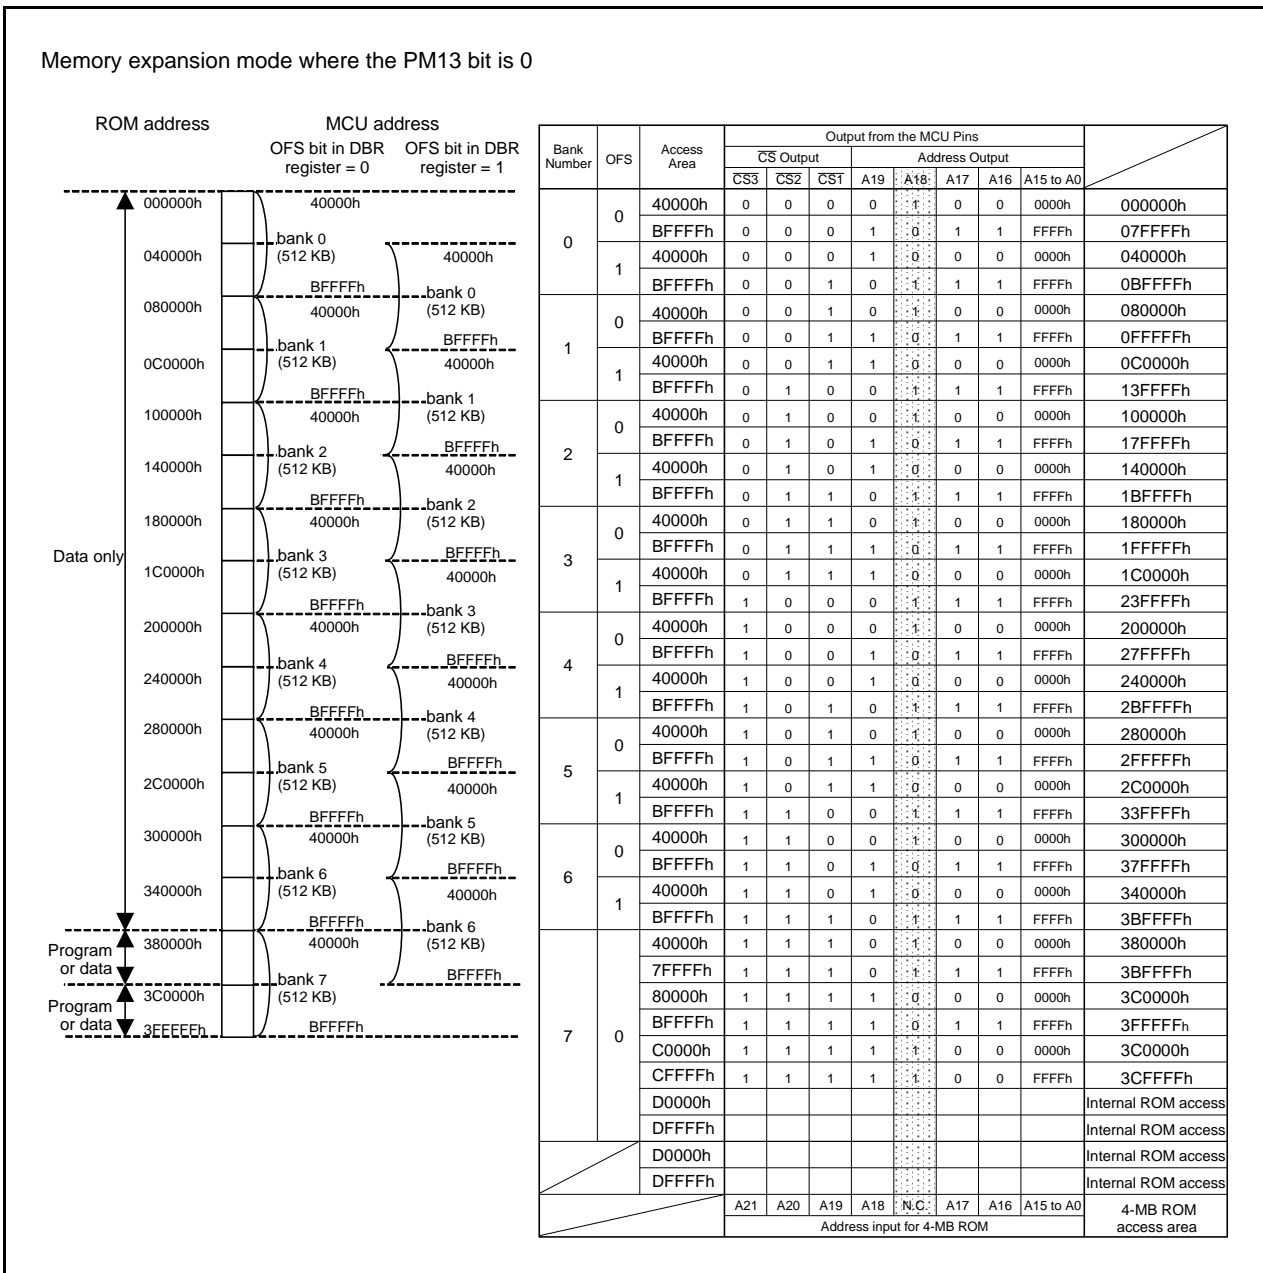 Memory expansion mode where the PM13 bit is 0
ROM address
MCU address
OFS bit in DBR register = 0
OFS bit in DBR register = 1
000000h 40000h
bank 0 (512 KB)
040000h 40000h
BFFFFh bank 0 (512 KB)
080000h 40000h
bank 1 (512 KB) BFFFFh
0C0000h 40000h
BFFFFh bank 1 (512 KB)
100000h 40000h
bank 2 (512 KB) BFFFFh
140000h 40000h
BFFFFh bank 2 (512 KB)
180000h 40000h
Data only
bank 3 (512 KB) BFFFFh
1C0000h 40000h
BFFFFh bank 3 (512 KB)
200000h 40000h
bank 4 (512 KB) BFFFFh
240000h 40000h
BFFFFh bank 4 (512 KB)
280000h 40000h
bank 5 (512 KB) BFFFFh
2C0000h 40000h
BFFFFh bank 5 (512 KB)
300000h 40000h
bank 6 (512 KB) BFFFFh
340000h 40000h
BFFFFh bank 6 (512 KB)
Program or data
380000h 40000h
bank 7 (512 KB) BFFFFh
Program or data
3C0000h
3FFFFFh BFFFFh
Bank Number OFS Access Area Output from the MCU Pins
CS Output Address Output
CS3 CS2 CS1 A19 A18 A17 A16 A15 to A0
0 0 40000h 0 0 0 0 1 0 0 0000h 000000h
BFFFFh 0 0 0 1 0 1 1 FFFFh 07FFFFh
1 40000h 0 0 0 1 0 0 0 0000h 040000h
BFFFFh 0 0 1 0 1 1 1 FFFFh 0BFFFFh
1 0 40000h 0 0 1 0 1 0 0 0000h 080000h
BFFFFh 0 0 1 1 0 1 1 FFFFh 0FFFFFh
1 40000h 0 0 1 1 0 0 0 0000h 0C0000h
BFFFFh 0 1 0 0 1 1 1 FFFFh 13FFFFh
2 0 40000h 0 1 0 0 1 0 0 0000h 100000h
BFFFFh 0 1 0 1 0 1 1 FFFFh 17FFFFh
1 40000h 0 1 0 1 0 0 0 0000h 140000h
BFFFFh 0 1 1 0 1 1 1 FFFFh 1BFFFFh
3 0 40000h 0 1 1 0 1 0 0 0000h 180000h
BFFFFh 0 1 1 1 0 1 1 FFFFh 1FFFFFh
1 40000h 0 1 1 1 0 0 0 0000h 1C0000h
BFFFFh 1 0 0 0 1 1 1 FFFFh 23FFFFh
4 0 40000h 1 0 0 0 1 0 0 0000h 200000h
BFFFFh 1 0 0 1 0 1 1 FFFFh 27FFFFh
1 40000h 1 0 0 1 0 0 0 0000h 240000h
BFFFFh 1 0 1 0 1 1 1 FFFFh 2BFFFFh
5 0 40000h 1 0 1 0 1 0 0 0000h 280000h
BFFFFh 1 0 1 1 0 1 1 FFFFh 2FFFFFh
1 40000h 1 0 1 1 0 0 0 0000h 2C0000h
BFFFFh 1 1 0 0 1 1 1 FFFFh 33FFFFh
6 0 40000h 1 1 0 0 1 0 0 0000h 300000h
BFFFFh 1 1 0 1 0 1 1 FFFFh 37FFFFh
1 40000h 1 1 0 1 0 0 0 0000h 340000h
BFFFFh 1 1 1 0 1 1 1 FFFFh 3BFFFFh
7 0 40000h 1 1 1 0 1 0 0 0000h 380000h
7FFFFh 1 1 1 0 1 1 1 FFFFh 3BFFFFh
80000h 1 1 1 1 0 0 0 0000h 3C0000h
BFFFFh 1 1 1 1 0 1 1 FFFFh 3FFFFFh
C0000h 1 1 1 1 1 0 0 0000h 3C0000h
CFFFFh 1 1 1 1 1 0 0 FFFFh 3CFFFFh
D0000h Internal ROM access
DFFFFh Internal ROM access
D0000h Internal ROM access
DFFFFh Internal ROM access
A21 A20 A19 A18 N.C. A17 A16 A15 to A0 4-MB ROM access area
Address input for 4-MB ROM